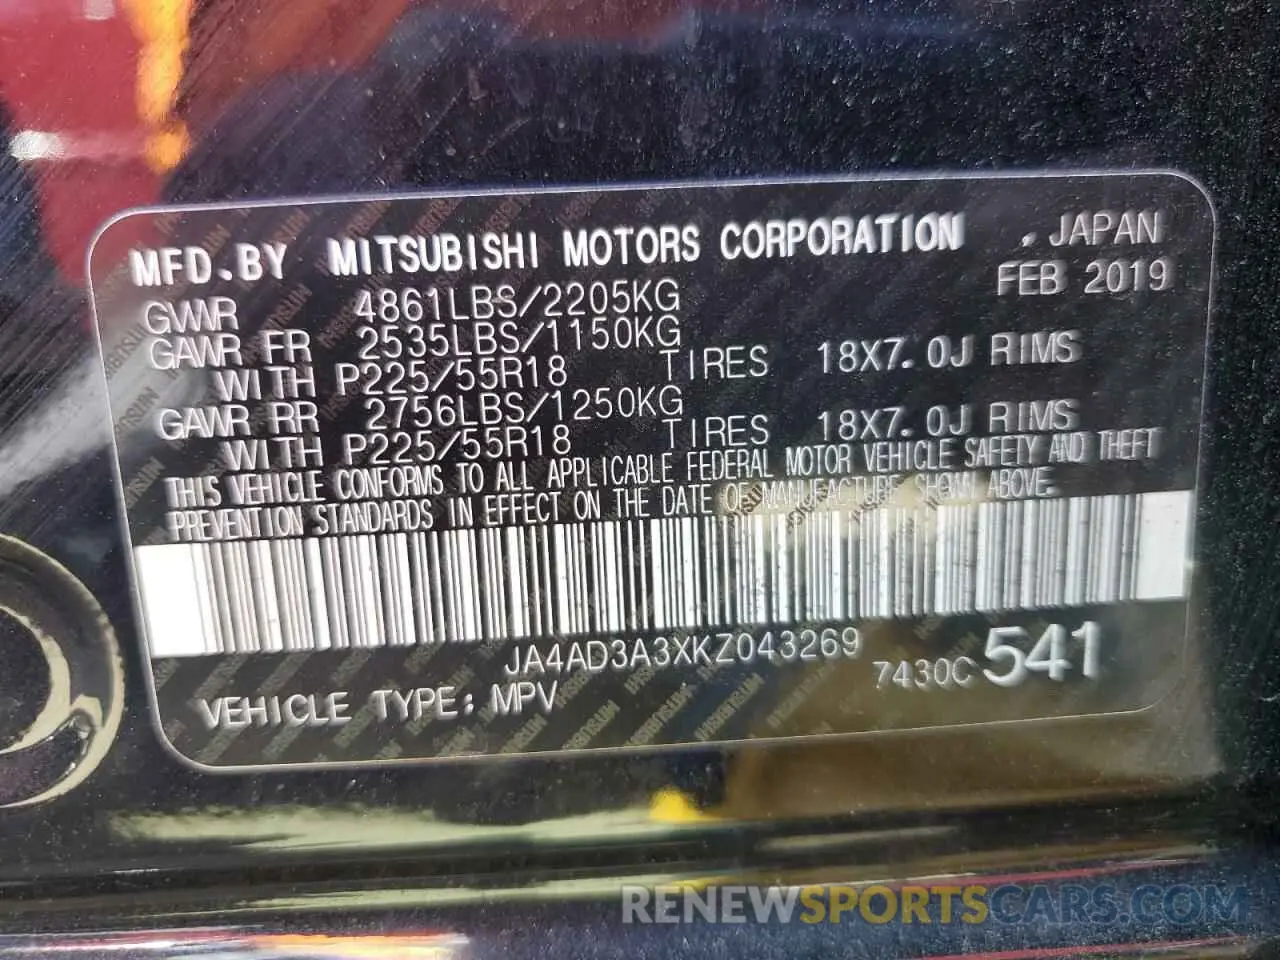 MFD.BY MITSUBISHI MOTORS CORPORATION , JAPAN
FEB 2019
GVWR 4861LBS/2205KG
GAWR FR 2535LBS/1150KG
WITH P225/55R18 TIRES 18X7.0J RIMS
GAWR RR 2756LBS/1250KG
WITH P225/55R18 TIRES 18X7.0J RIMS
THIS VEHICLE CONFORMS TO ALL APPLICABLE FEDERAL MOTOR VEHICLE SAFETY AND THEFT
PREVENTION STANDARDS IN EFFECT ON THE DATE OF MANUFACTURE SHOWN ABOVE.
JA4AD3A3XKZ043269 7430C 541
VEHICLE TYPE: MPV
RENEWSPORTSCARS.COM